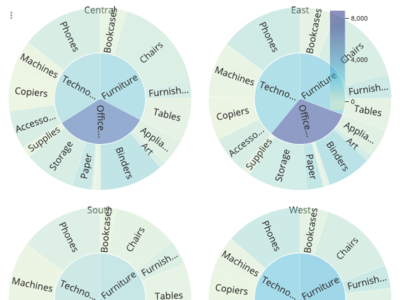 Central
Bookcases
Chairs
Furnish...
Tables
Applia...
Art
Binders
Paper
Storage
Supplies
Accesso...
Copiers
Machines
Phones
Techno...
Furniture
Office...
East
Bookcases
Chairs
Furnish...
Tables
Applia...
Art
Binders
Paper
Storage
Supplies
Accesso...
Copiers
Machines
Phones
Techno...
Furniture
Office...
8,000
4,000
0
South
Bookcases
Chairs
Furnish...
Tables
Machines
Phones
Techno...
Furniture
West
Bookcases
Chairs
Furnish...
Copiers
Machines
Phones
Techno...
Furniture